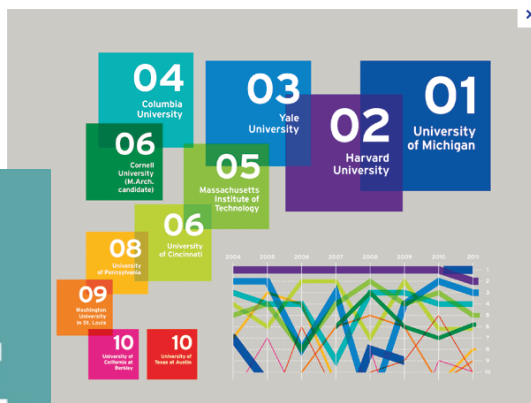 04
Columbia
University
03
Yale
University
01
University
of Michigan
02
Harvard
University
06
Cornell
University
(M.Arch.
candidate)
05
Massachusetts
Institute of
Technology
06
University
of Cincinnati
08
University
of Pennsylvania
09
Washington
University
in St. Louis
10
University of
California at
Berkley
10
University of
Texas at Austin
2004 2005 2006 2007 2008 2009 2010 2011
1
2
3
4
5
6
7
8
9
10